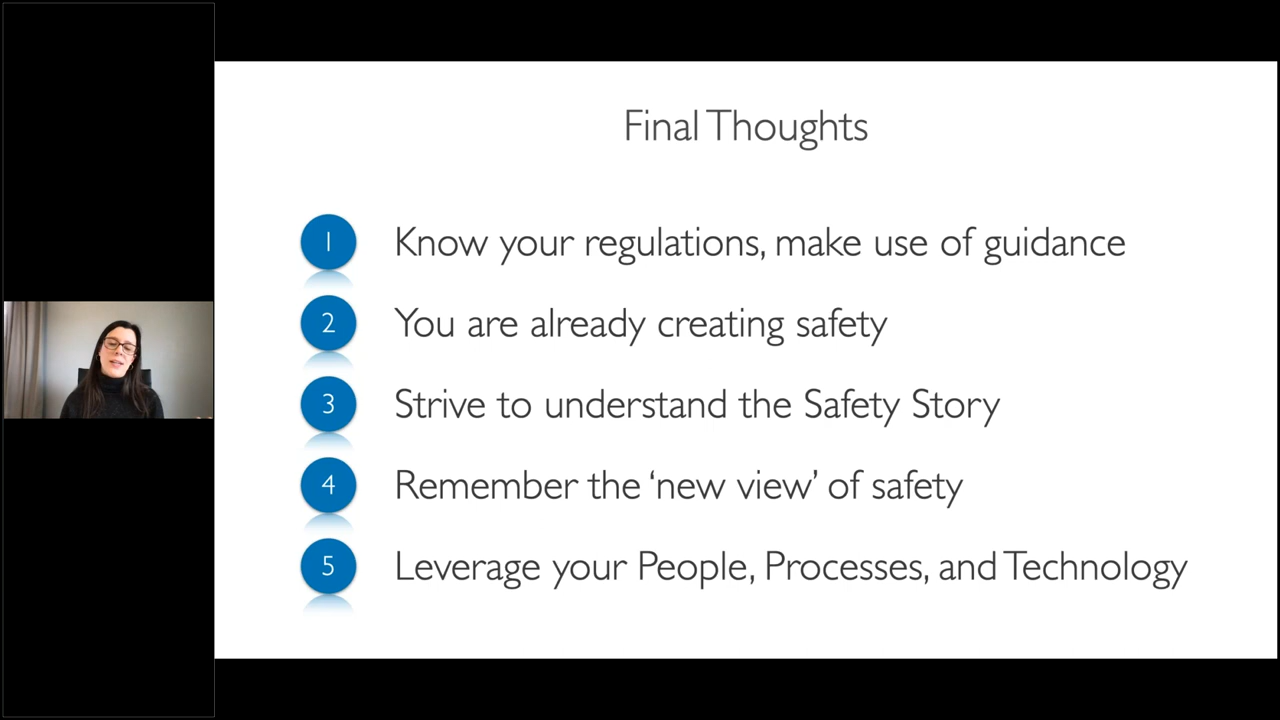 Final Thoughts
1 Know your regulations, make use of guidance
2 You are already creating safety
3 Strive to understand the Safety Story
4 Remember the ‘new view’ of safety
5 Leverage your People, Processes, and Technology